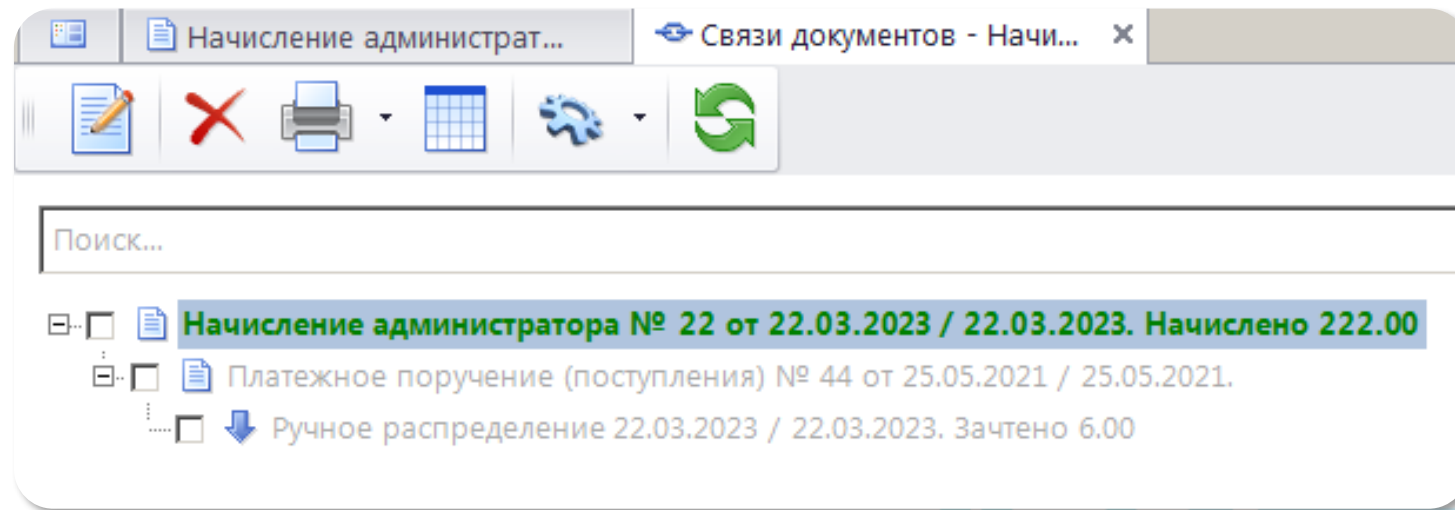 Начисление администрат...
Связи документов - Начи...
Поиск...
Начисление администратора № 22 от 22.03.2023 / 22.03.2023. Начислено 222.00
Платежное поручение (поступления) № 44 от 25.05.2021 / 25.05.2021.
Ручное распределение 22.03.2023 / 22.03.2023. Зачтено 6.00